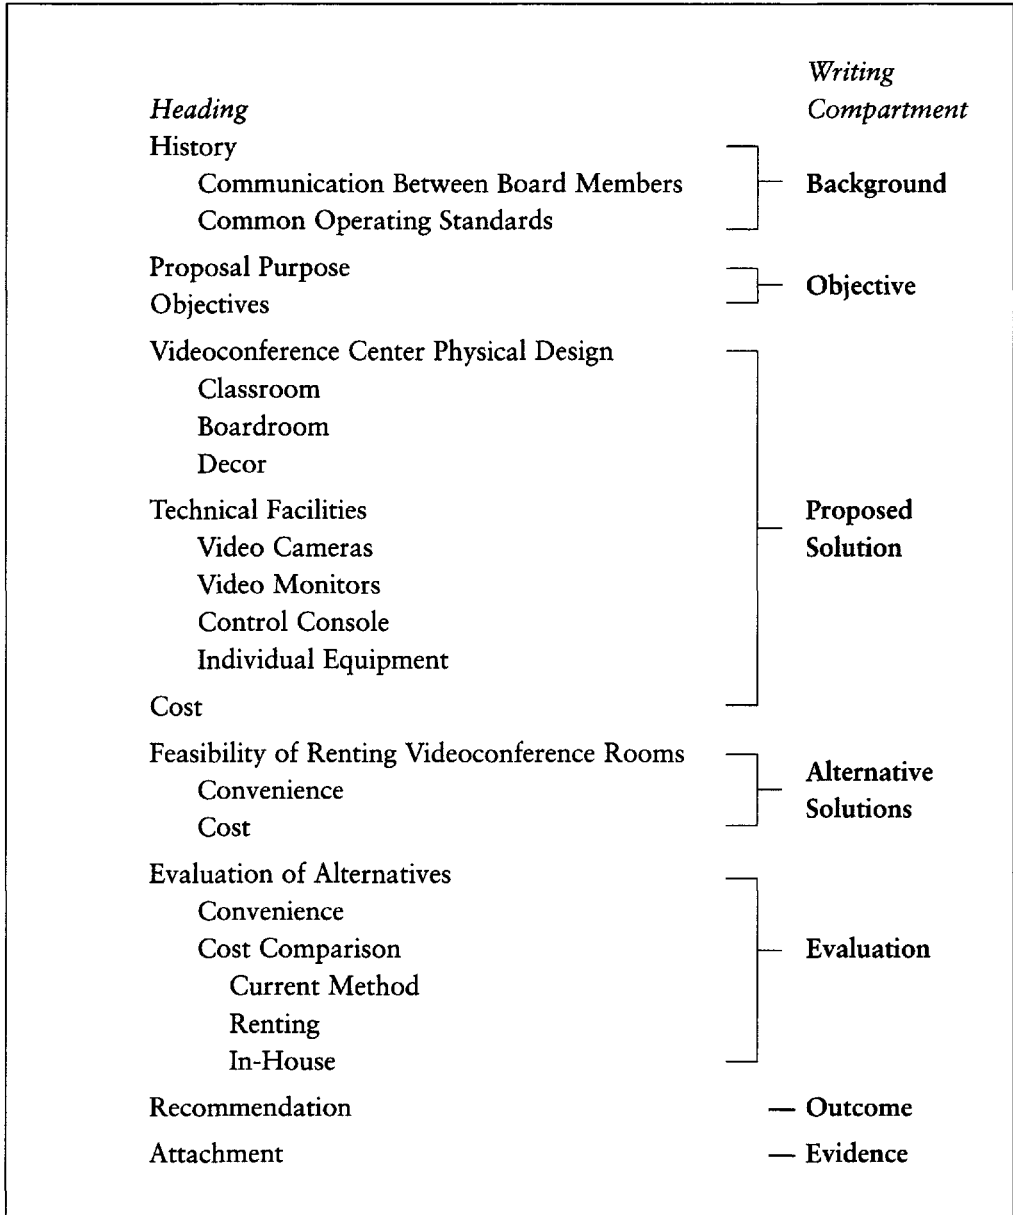 Writing
Heading Compartment
History
Communication Between Board Members Background
Common Operating Standards
Proposal Purpose
Objective
Objectives
Videoconference Center Physical Design
Classroom
Boardroom
Decor
Technical Facilities Proposed
Video Cameras Solution
Video Monitors
Control Console
Individual Equipment
Cost
Feasibility of Renting Videoconference Rooms
Alternative
Convenience
Solutions
Cost
Evaluation of Alternatives
Convenience
Cost Comparison Evaluation
Current Method
Renting
In-House
Recommendation — Outcome
Attachment — Evidence